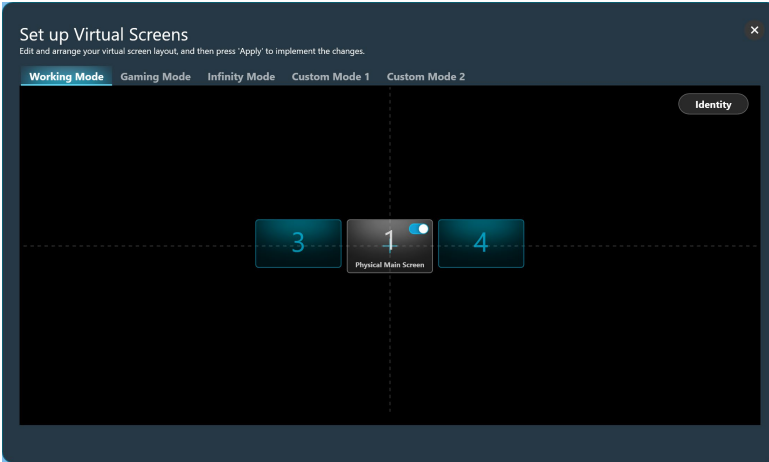 Set up Virtual Screens
Edit and arrange your virtual screen layout, and then press 'Apply' to implement the changes.
Working Mode Gaming Mode Infinity Mode Custom Mode 1 Custom Mode 2
Identity
3 1 4
Physical Main Screen